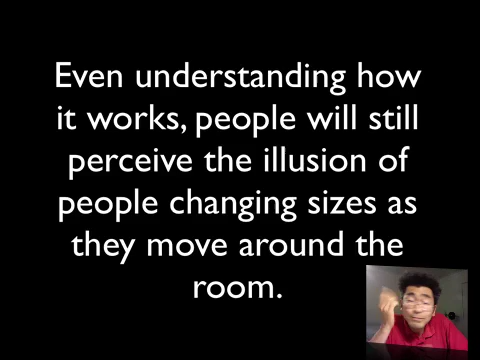 Even understanding how
it works, people will still
perceive the illusion of
people changing sizes as
they move around the
room.